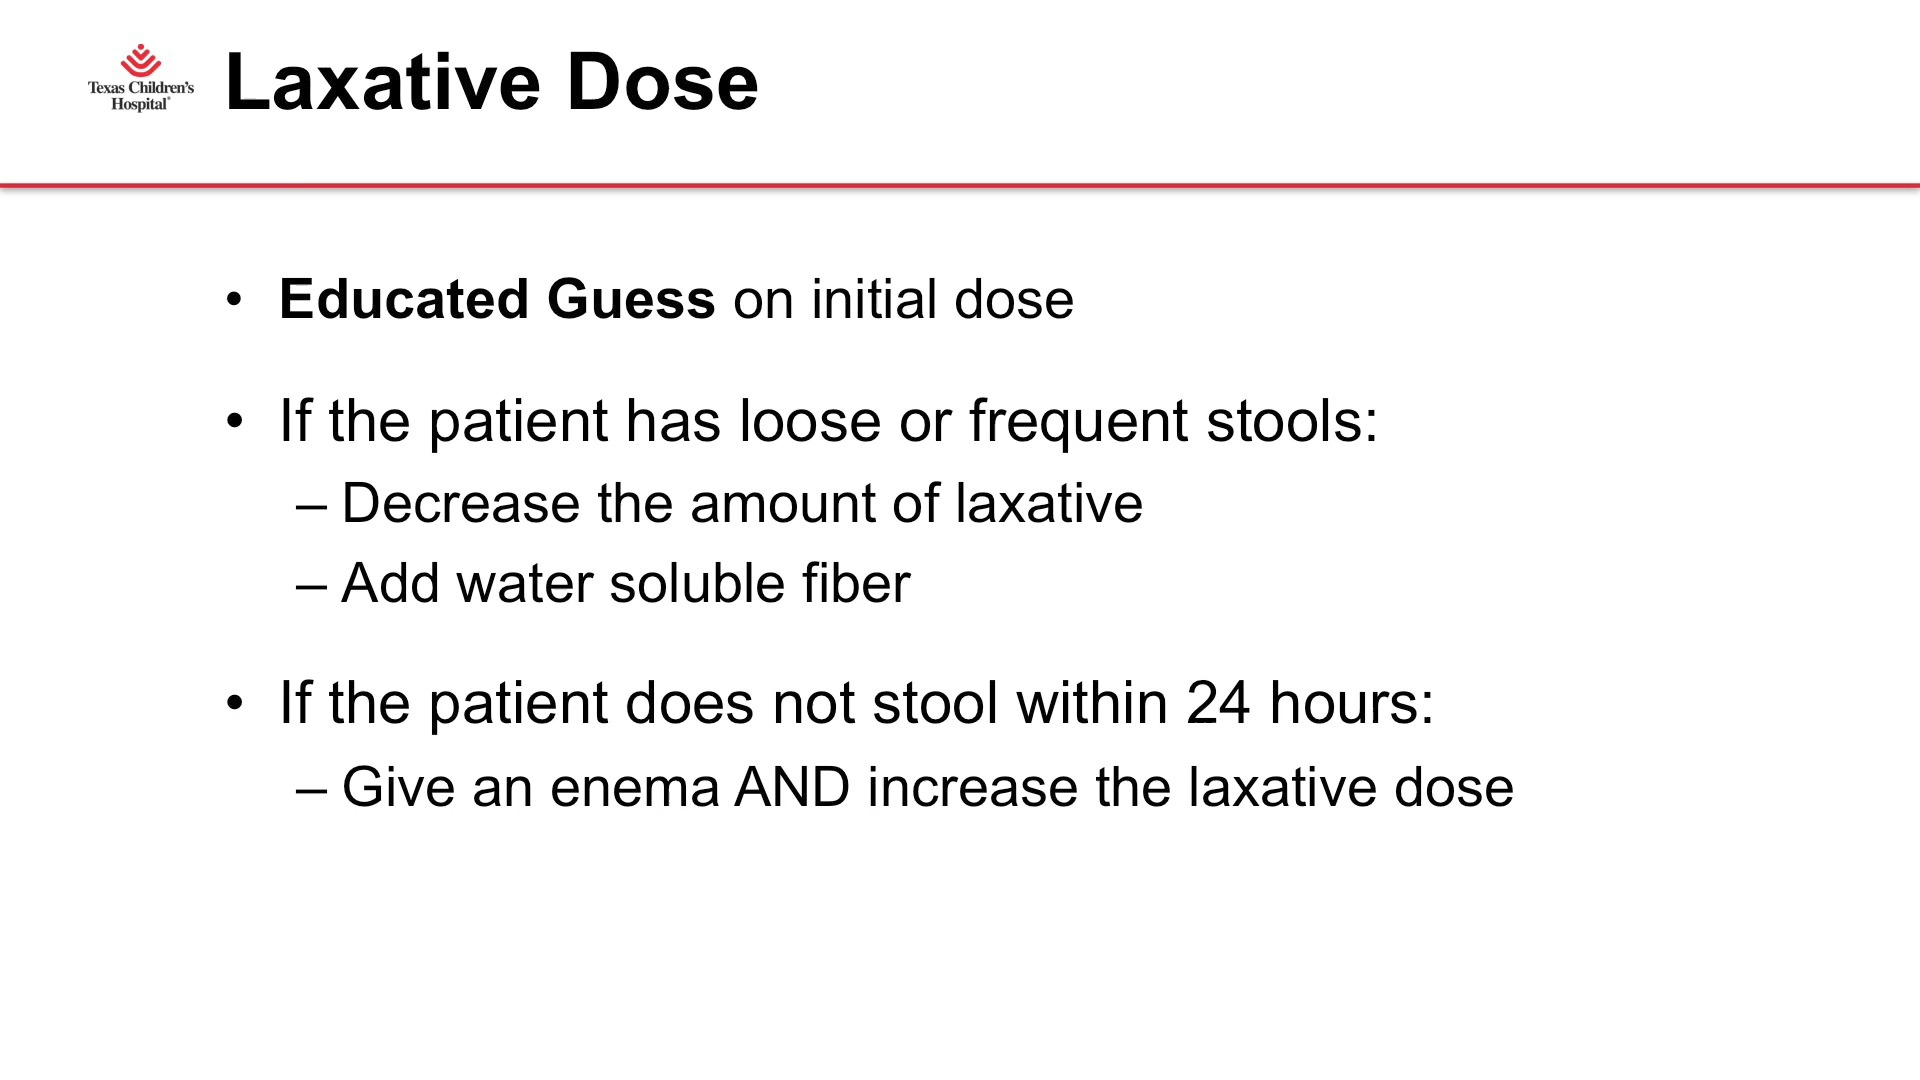 Texas Children's
Hospital®
Laxative Dose
• Educated Guess on initial dose
• If the patient has loose or frequent stools:
– Decrease the amount of laxative
– Add water soluble fiber
• If the patient does not stool within 24 hours:
– Give an enema AND increase the laxative dose